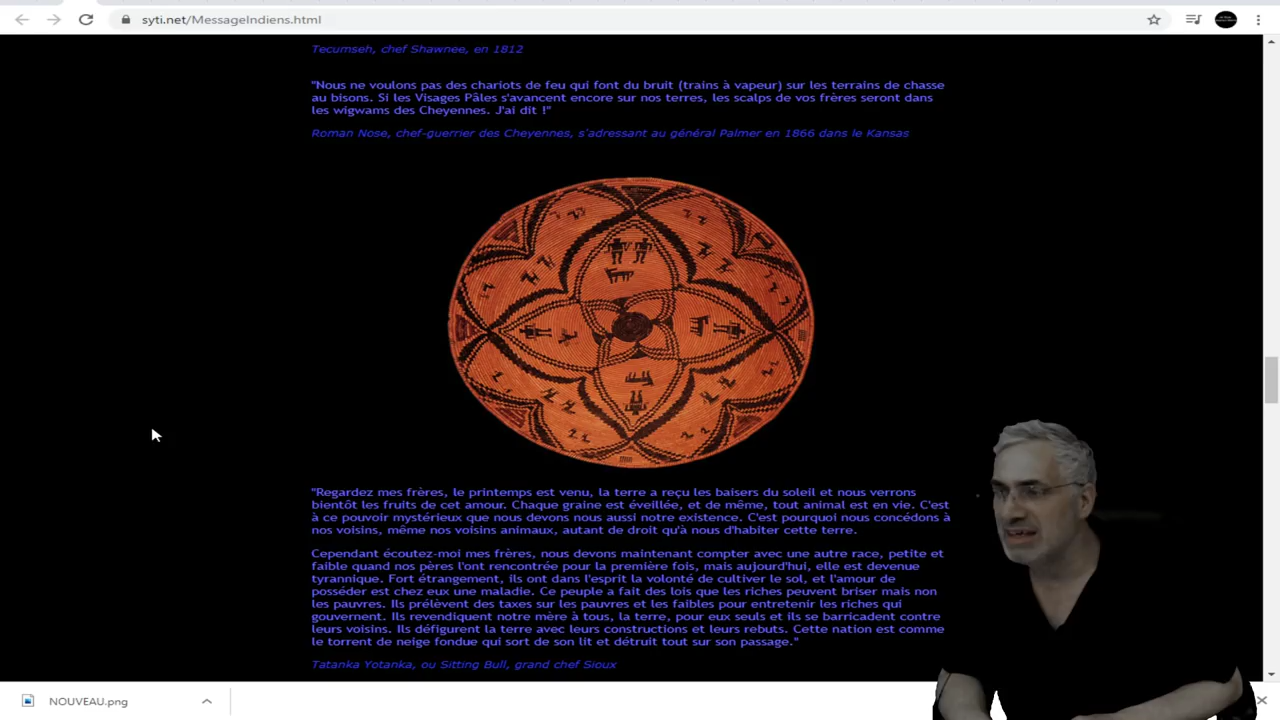 syti.net/MessageIndiens.html
Tecumseh, chef Shawnee, en 1812
"Nous ne voulons pas des chariots de feu qui font du bruit (trains à vapeur) sur les terrains de chasse
au bisons. Si les Visages Pâles s'avancent encore sur nos terres, les scalps de vos frères seront dans
les wigwams des Cheyennes. J'ai dit !"
Roman Nose, chef-guerrier des Cheyennes, s'adressant au général Palmer en 1866 dans le Kansas
"Regardez mes frères, le printemps est venu, la terre a reçu les baisers du soleil et nous verrons
bientôt les fruits de cet amour. Chaque graine est éveillée, et de même, tout animal est en vie. C'est
à ce pouvoir mystérieux que nous devons nous aussi notre existence. C'est pourquoi nous concédons à
nos voisins, même nos voisins animaux, autant de droit qu'à nous d'habiter cette terre.
Cependant écoutez-moi mes frères, nous devons maintenant compter avec une autre race, petite et
faible quand nos pères l'ont rencontrée pour la première fois, mais aujourd'hui, elle est devenue
tyrannique. Fort étrangement, ils ont dans l'esprit la volonté de cultiver le sol, et l'amour de
posséder est chez eux une maladie. Ce peuple a fait des lois que les riches peuvent briser mais non
les pauvres. Ils prélèvent des taxes sur les pauvres et les faibles pour entretenir les riches qui
gouvernent. Ils revendiquent notre mère à tous, la terre, pour eux seuls et ils se barricadent contre
leurs voisins. Ils défigurent la terre avec leurs constructions et leurs rebuts. Cette nation est comme
le torrent de neige fondue qui sort de son lit et détruit tout sur son passage."
Tatanka Yotanka, ou Sitting Bull, grand chef Sioux
NOUVEAU.png